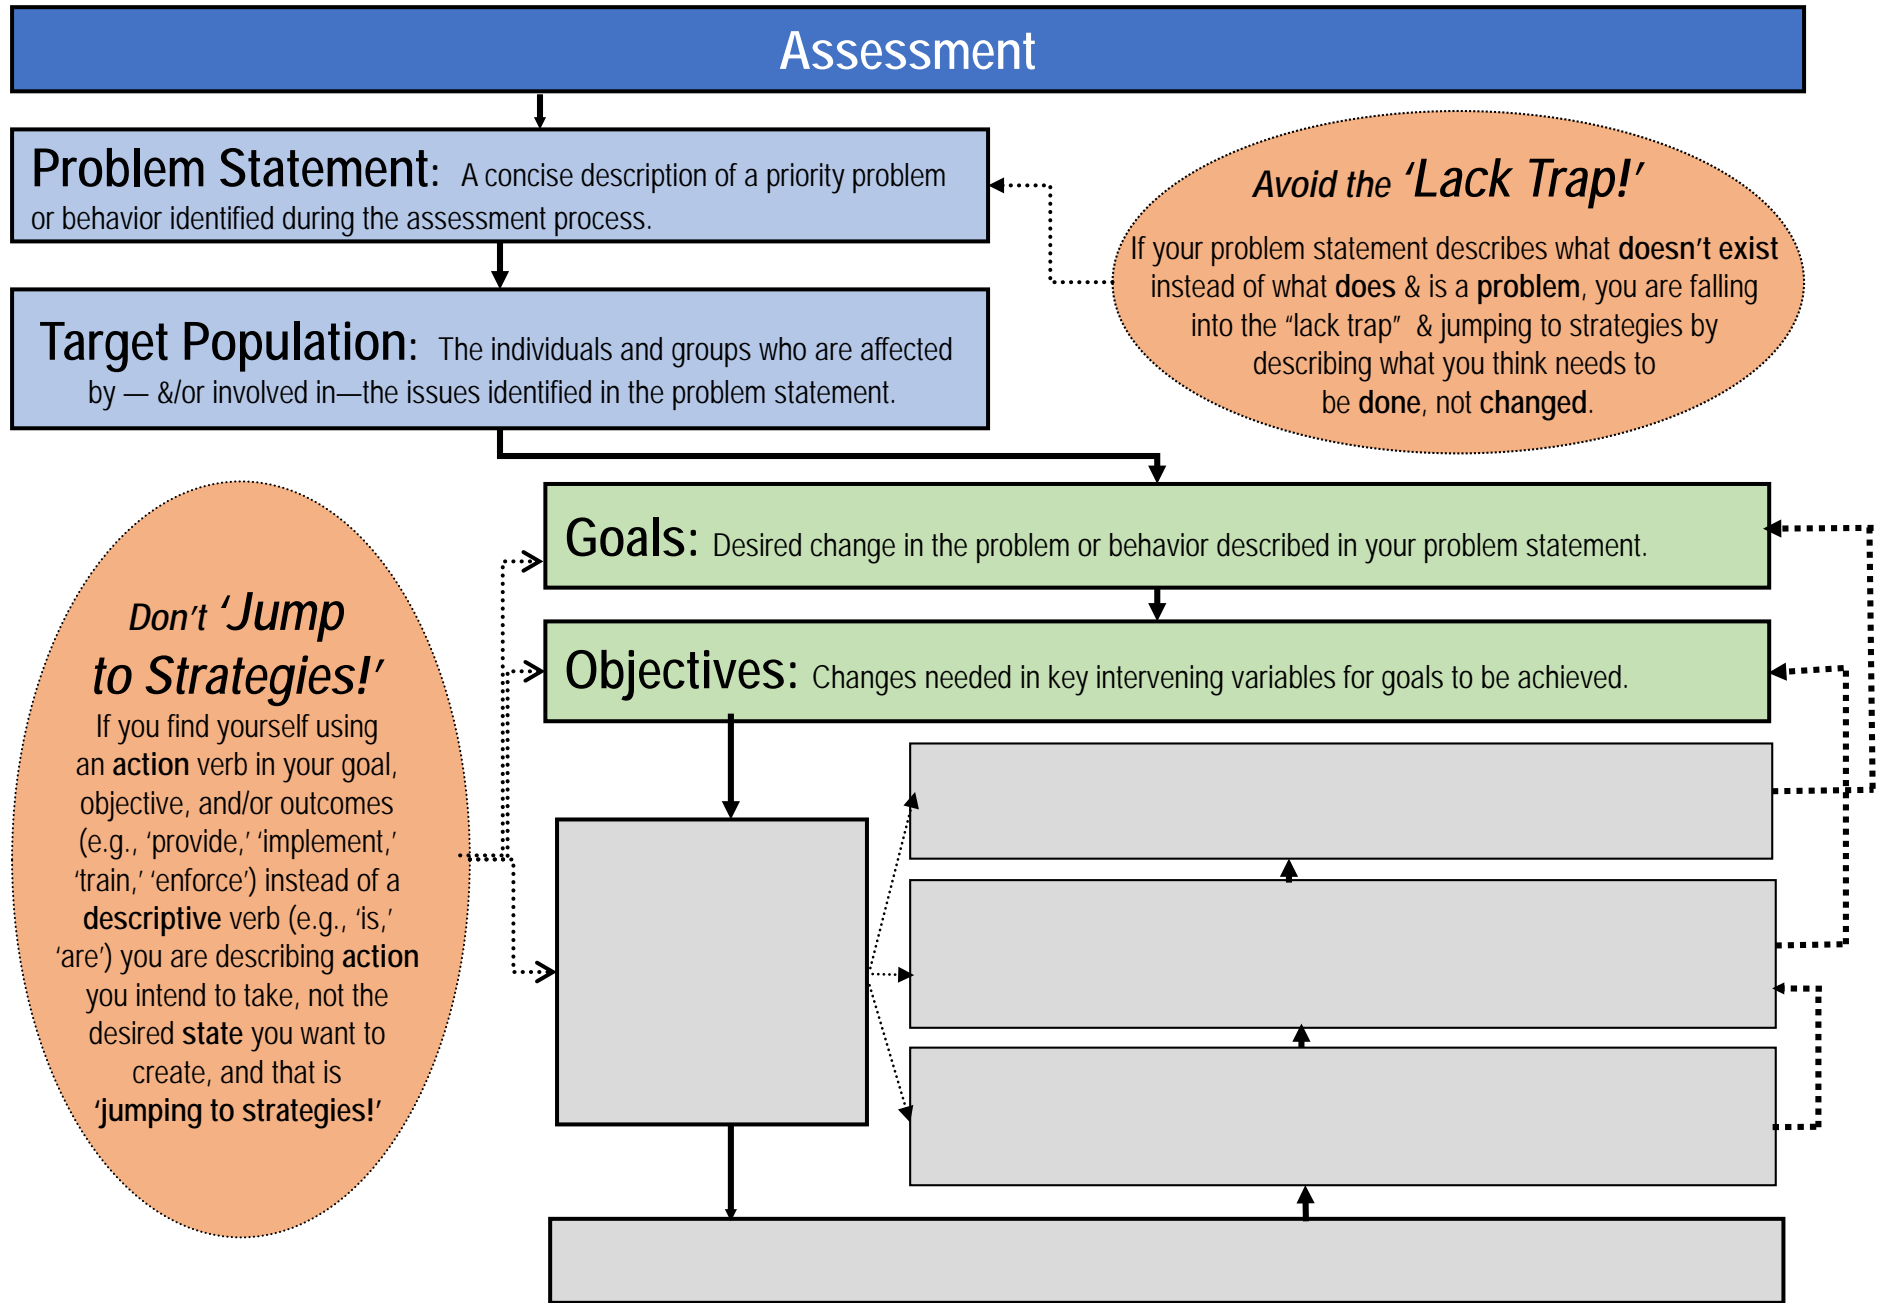 Assessment
Problem Statement: A concise description of a priority problem
or behavior identified during the assessment process.
Avoid the ‘Lack Trap!’
If your problem statement describes what doesn’t exist
instead of what does & is a problem, you are falling
into the “lack trap” & jumping to strategies by
describing what you think needs to
be done, not changed.
Target Population: The individuals and groups who are affected
by — &/or involved in—the issues identified in the problem statement.
Goals: Desired change in the problem or behavior described in your problem statement.
Objectives: Changes needed in key intervening variables for goals to be achieved.
Don’t ‘Jump
to Strategies!’
If you find yourself using
an action verb in your goal,
objective, and/or outcomes
(e.g., ‘provide,’ ‘implement,’
‘train,’ ‘enforce’) instead of a
descriptive verb (e.g., ‘is,’
‘are’) you are describing action
you intend to take, not the
desired state you want to
create, and that is
‘jumping to strategies!’